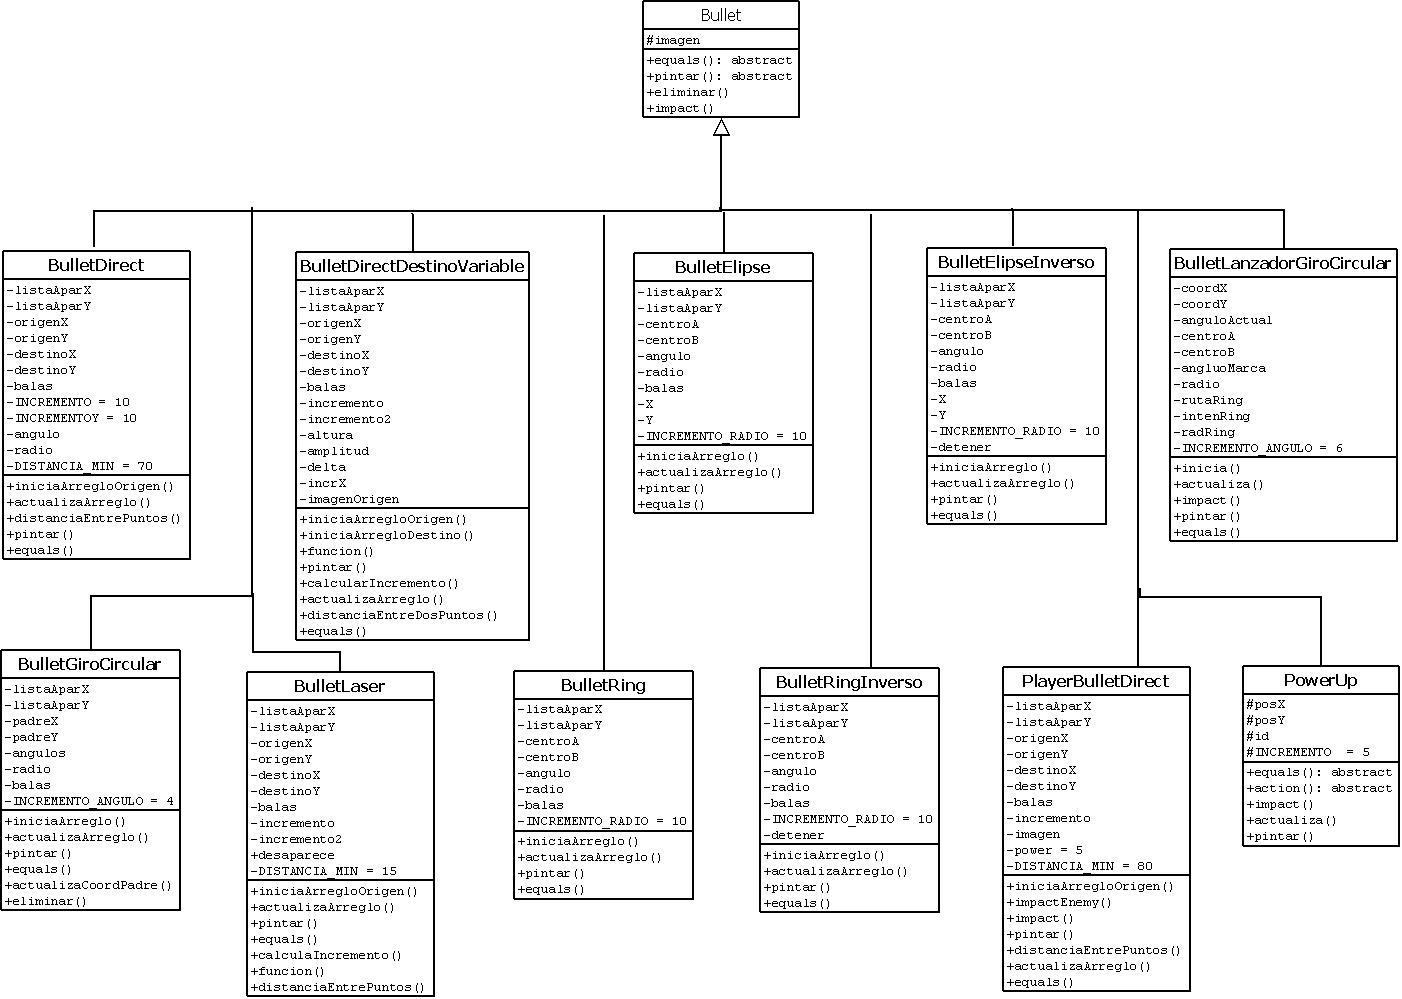 Bullet
#imagen
+equals(): abstract
+pintar(): abstract
+eliminar()
+impact()
BulletDirect
-listaAparX
-listaAparY
-origenX
-origenY
-destinoX
-destinoY
-balas
-INCREMENTO = 10
-INCREMENTOY = 10
-angulo
-radio
-DISTANCIA_MIN = 70
+iniciaArregloOrigen()
+actualizaArreglo()
+distanciaEntrePuntos()
+pintar()
+equals()
BulletDirectDestinoVariable
-listaAparX
-listaAparY
-origenX
-origenY
-destinoX
-destinoY
-balas
-incremento
-incremento2
-altura
-amplitud
-delta
-incrX
-imagenOrigen
+iniciaArregloOrigen()
+iniciaArregloDestino()
+funcion()
+pintar()
+calcularIncremento()
+actualizaArreglo()
+distanciaEntreDosPuntos()
+equals()
BulletElipse
-listaAparX
-listaAparY
-centroA
-centroB
-angulo
-radio
-balas
-X
-Y
-INCREMENTO_RADIO = 10
+iniciaArreglo()
+actualizaArreglo()
+pintar()
+equals()
BulletElipseInverso
-listaAparX
-listaAparY
-centroA
-centroB
-angulo
-radio
-balas
-X
-Y
-INCREMENTO_RADIO = 10
-detener
+iniciaArreglo()
+actualizaArreglo()
+pintar()
+equals()
BulletLanzadorGiroCircular
-coordX
-coordY
-anguloActual
-centroA
-centroB
-angluoMarca
-radio
-rutaRing
-intenRing
-radRing
-INCREMENTO_ANGULO = 6
+inicia()
+actualiza()
+impact()
+pintar()
+equals()
BulletGiroCircular
-listaAparX
-listaAparY
-padreX
-padreY
-angulos
-radio
-balas
-INCREMENTO_ANGULO = 4
+iniciaArreglo()
+actualizaArreglo()
+pintar()
+equals()
+actualizaCoordPadre()
+eliminar()
BulletLaser
-listaAparX
-listaAparY
-origenX
-origenY
-destinoX
-destinoY
-balas
-incremento
-incremento2
+desaparece
-DISTANCIA_MIN = 15
+iniciaArregloOrigen()
+actualizaArreglo()
+pintar()
+equals()
+calculaIncremento()
+funcion()
+distanciaEntrePuntos()
BulletRing
-listaAparX
-listaAparY
-centroA
-centroB
-angulo
-radio
-balas
-INCREMENTO_RADIO = 10
+iniciaArreglo()
+actualizaArreglo()
+pintar()
+equals()
BulletRingInverso
-listaAparX
-listaAparY
-centroA
-centroB
-angulo
-radio
-balas
-INCREMENTO_RADIO = 10
-detener
+iniciaArreglo()
+actualizaArreglo()
+pintar()
+equals()
PlayerBulletDirect
-listaAparX
-listaAparY
-origenX
-origenY
-destinoX
-destinoY
-balas
-incremento
-imagen
-power = 5
-DISTANCIA_MIN = 80
+iniciaArregloOrigen()
+impactEnemy()
+impact()
+pintar()
+distanciaEntrePuntos()
+actualizaArreglo()
+equals()
PowerUp
#posX
#posY
#id
#INCREMENTO = 5
+equals(): abstract
+action(): abstract
+impact()
+actualiza()
+pintar()